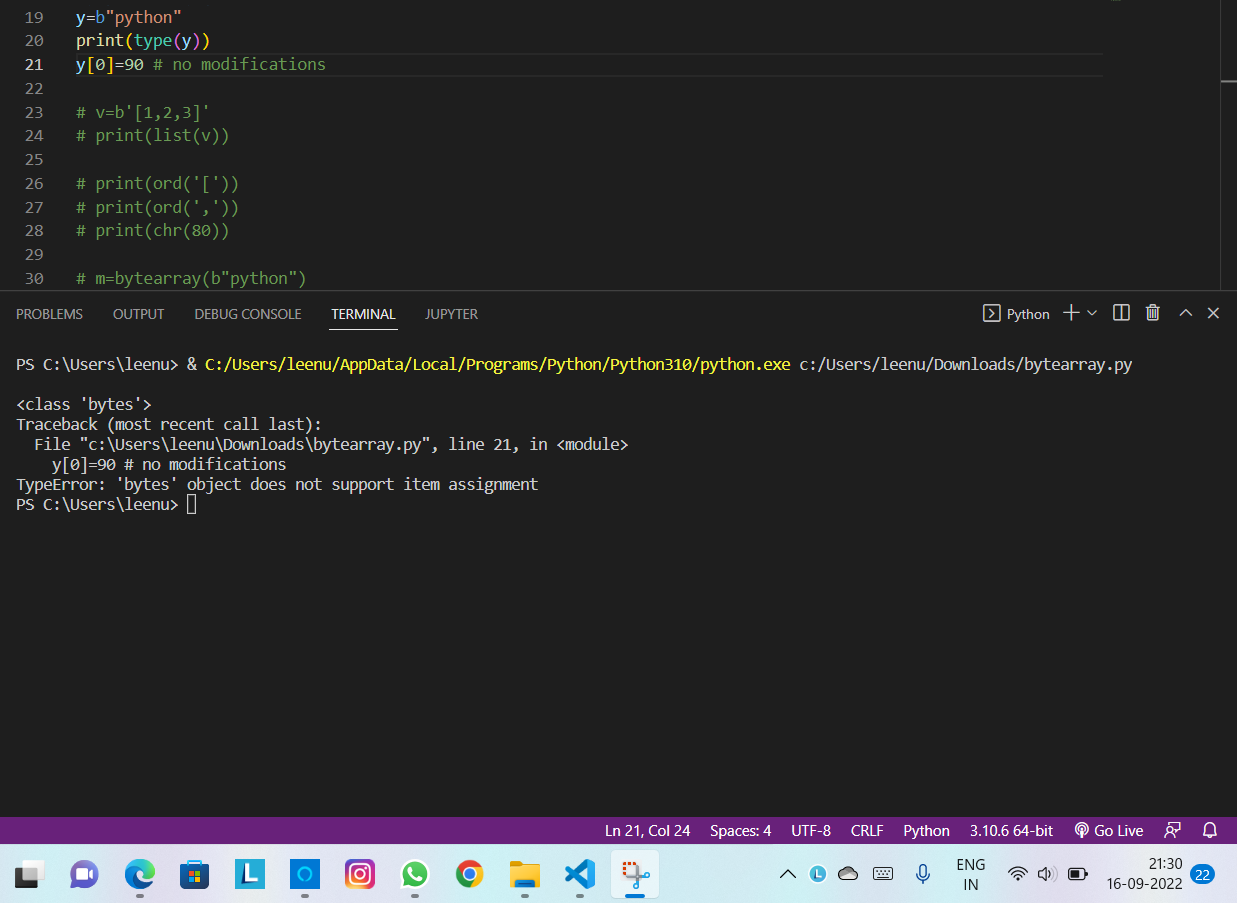 19 y=b"python"
20 print(type(y))
21 y[0]=90 # no modifications
22
23 # v=b'[1,2,3]'
24 # print(list(v))
25
26 # print(ord('['))
27 # print(ord(','))
28 # print(chr(80))
29
30 # m=bytearray(b"python")
PROBLEMS OUTPUT DEBUG CONSOLE TERMINAL JUPYTER Python
PS C:\Users\leenu> & C:/Users/leenu/AppData/Local/Programs/Python/Python310/python.exe c:/Users/leenu/Downloads/bytearray.py
<class 'bytes'>
Traceback (most recent call last):
  File "c:\Users\leenu\Downloads\bytearray.py", line 21, in <module>
    y[0]=90 # no modifications
TypeError: 'bytes' object does not support item assignment
PS C:\Users\leenu>
Ln 21, Col 24 Spaces: 4 UTF-8 CRLF Python 3.10.6 64-bit Go Live
L L ENG 21:30
IN 16-09-2022 22